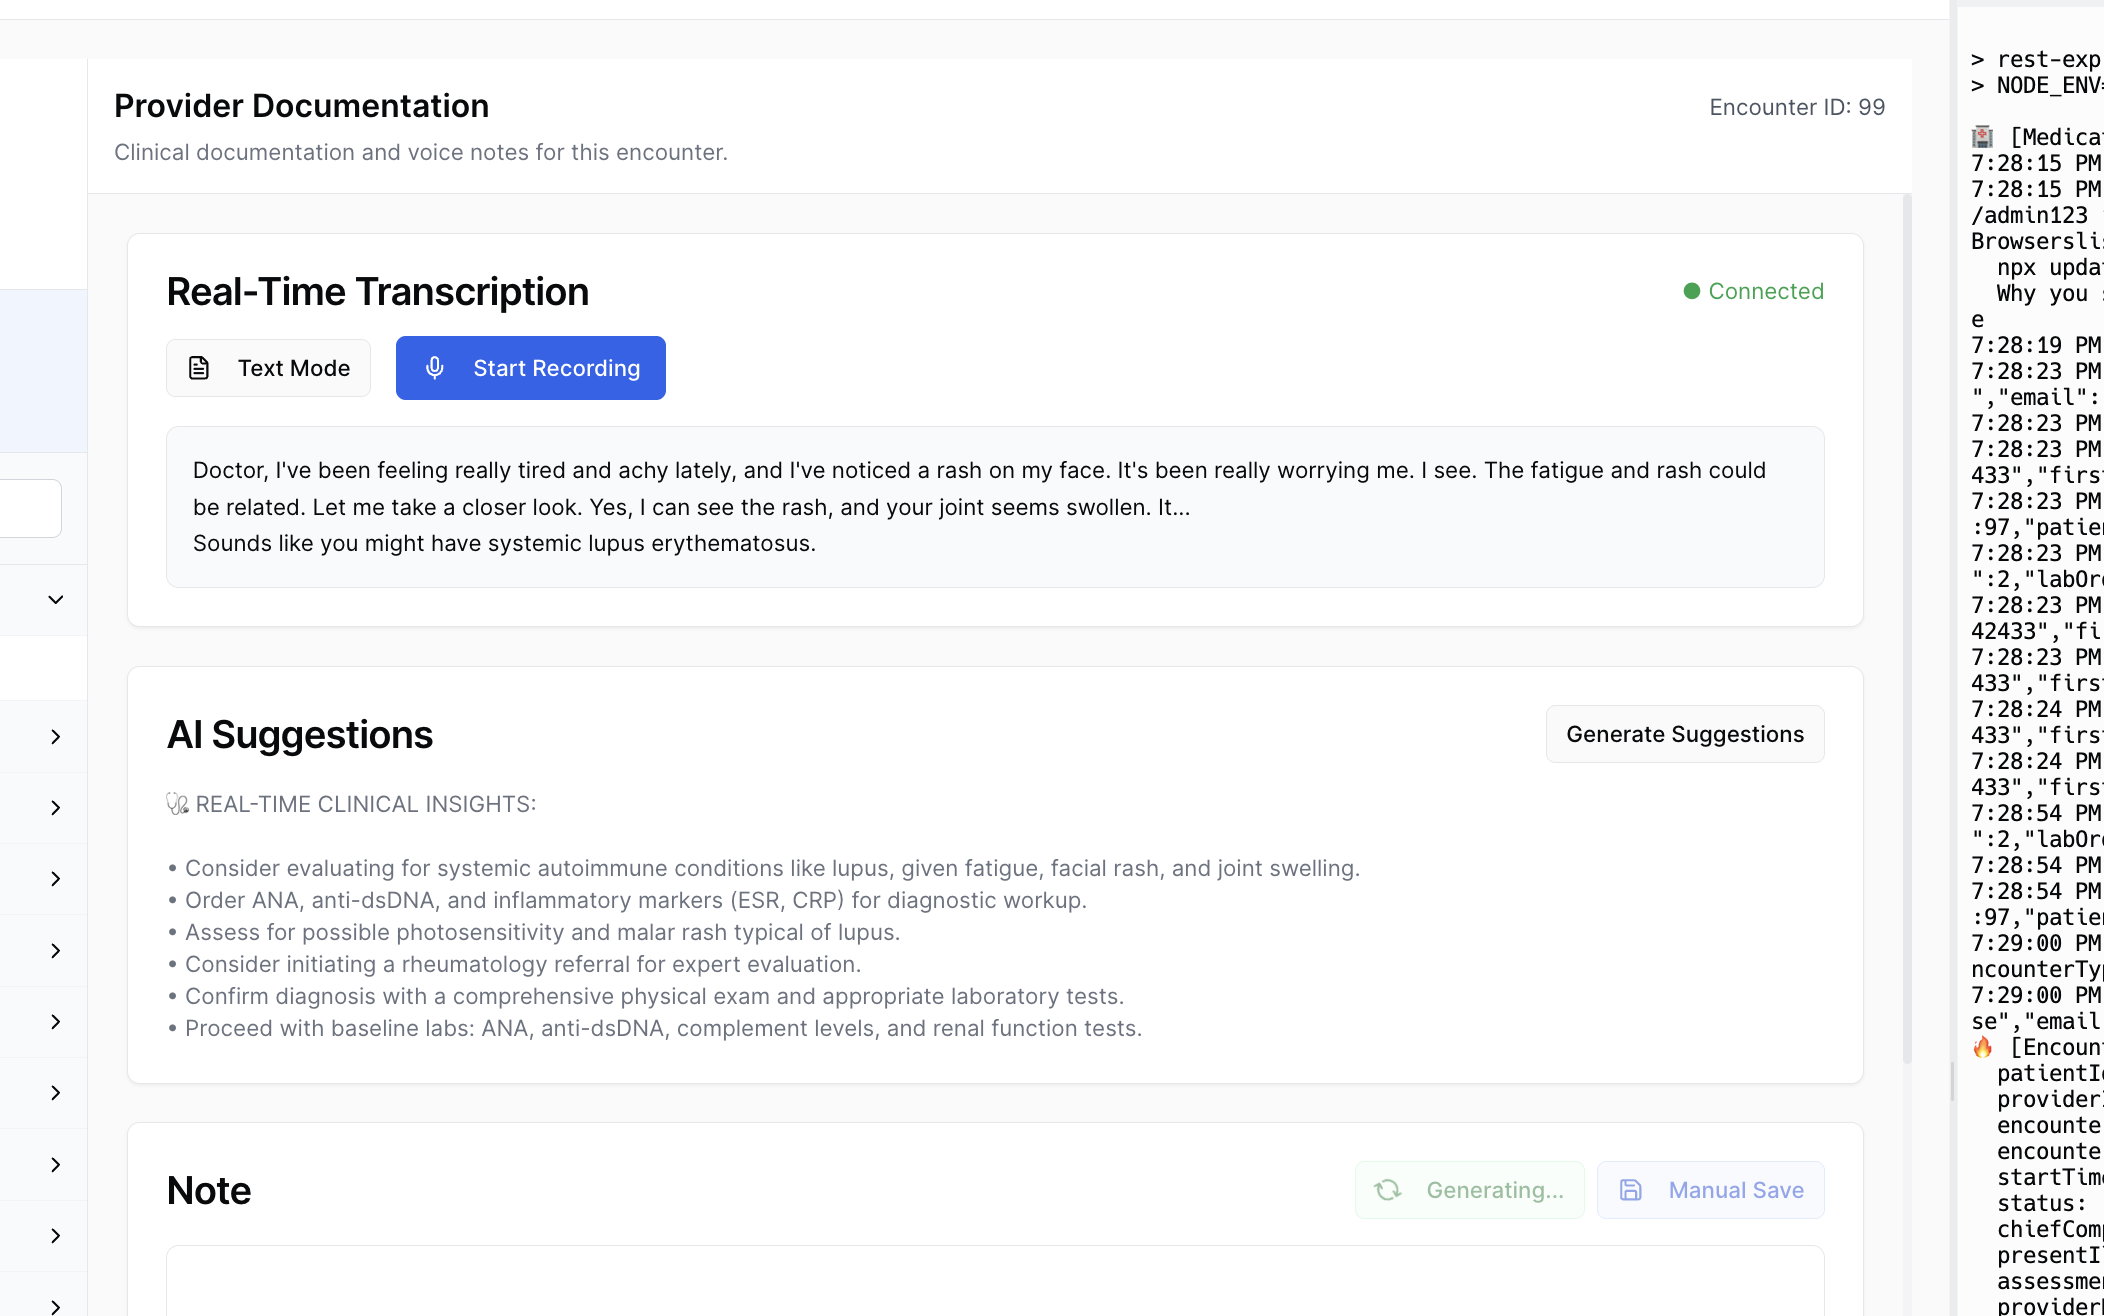 Provider Documentation
Encounter ID: 99
Clinical documentation and voice notes for this encounter.
Real-Time Transcription
Connected
Text Mode
Start Recording
Doctor, I've been feeling really tired and achy lately, and I've noticed a rash on my face. It's been really worrying me. I see. The fatigue and rash could
be related. Let me take a closer look. Yes, I can see the rash, and your joint seems swollen. It...
Sounds like you might have systemic lupus erythematosus.
AI Suggestions
Generate Suggestions
REAL-TIME CLINICAL INSIGHTS:
• Consider evaluating for systemic autoimmune conditions like lupus, given fatigue, facial rash, and joint swelling.
• Order ANA, anti-dsDNA, and inflammatory markers (ESR, CRP) for diagnostic workup.
• Assess for possible photosensitivity and malar rash typical of lupus.
• Consider initiating a rheumatology referral for expert evaluation.
• Confirm diagnosis with a comprehensive physical exam and appropriate laboratory tests.
• Proceed with baseline labs: ANA, anti-dsDNA, complement levels, and renal function tests.
Note
Generating...
Manual Save
> rest-exp
> NODE_ENV=
[Medica
7:28:15 PM
7:28:15 PM
/admin123
Browsersli
npx upda
Why you
e
7:28:19 PM
7:28:23 PM
","email":
7:28:23 PM
7:28:23 PM
433","firs
7:28:23 PM
:97,"patie
7:28:23 PM
":2,"labOr
7:28:23 PM
42433","fi
7:28:23 PM
433","firs
7:28:24 PM
433","firs
7:28:24 PM
433","firs
7:28:54 PM
":2,"labOr
7:28:54 PM
7:28:54 PM
:97,"patie
7:29:00 PM
ncounterTy
7:29:00 PM
se","email
[Encoun
patientI
provider
encounte
encounte
startTim
status:
chiefCom
presentI
assessme
provider